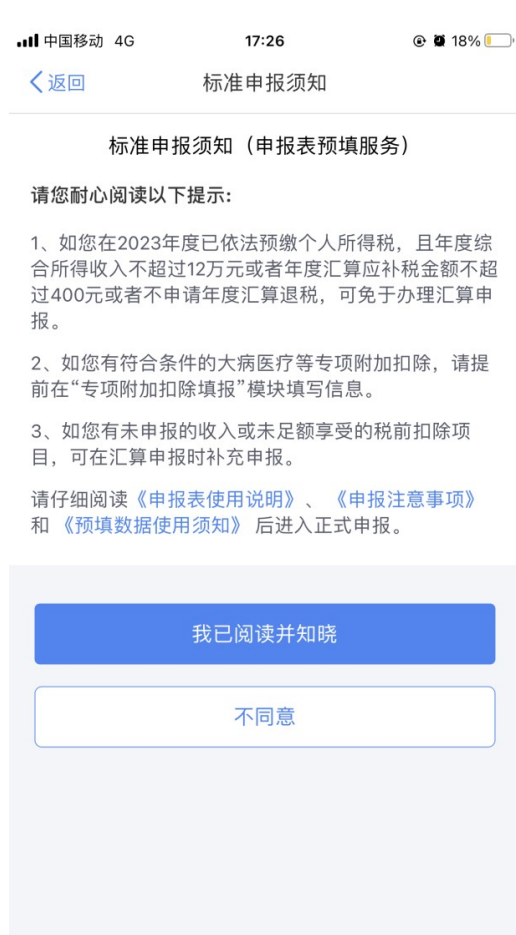 中国移动 4G 17:26 18%
返回 标准申报须知
标准申报须知（申报表预填服务）
请您耐心阅读以下提示:
1、如您在2023年度已依法预缴个人所得税，且年度综
合所得收入不超过12万元或者年度汇算应补税金额不超
过400元或者不申请年度汇算退税，可免于办理汇算申
报。
2、如您有符合条件的大病医疗等专项附加扣除，请提
前在“专项附加扣除填报”模块填写信息。
3、如您有未申报的收入或未足额享受的税前扣除项
目，可在汇算申报时补充申报。
请仔细阅读《申报表使用说明》、《申报注意事项》
和《预填数据使用须知》后进入正式申报。
我已阅读并知晓
不同意